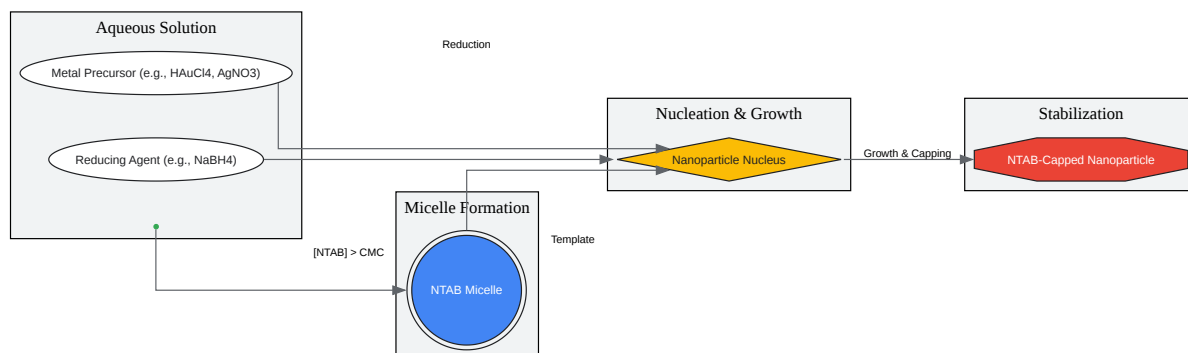 Aqueous Solution
Metal Precursor (e.g., HAuCl4, AgNO3)
Reducing Agent (e.g., NaBH4)
Reduction
[NTAB] > CMC
Micelle Formation
NTAB Micelle
Template
Nucleation & Growth
Nanoparticle Nucleus
Growth & Capping
Stabilization
NTAB-Capped Nanoparticle